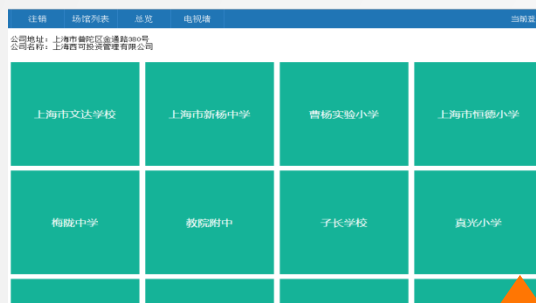 注销 场馆列表 总览 电视墙 当前
公司地址：上海市普陀区金通路380号
公司名称：上海西可投资管理有限公司
上海市文达学校 上海市新杨中学 曹杨实验小学 上海市恒德小学
梅陇中学 教院附中 子长学校 真光小学